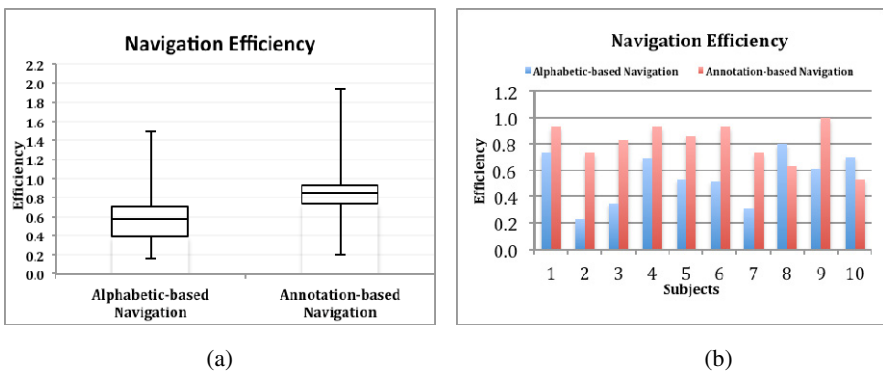 Navigation Efficiency
2.2
2.0
1.8
1.6
1.4
1.2
1.0
0.8
0.6
0.4
0.2
0.0
Efficiency
Alphabetic-based
Navigation
Annotation-based
Navigation
(a)
Navigation Efficiency
Alphabetic-based Navigation Annotation-based Navigation
1.2
1.0
0.8
0.6
0.4
0.2
0.0
Efficiency
1 2 3 4 5 6 7 8 9 10
Subjects
(b)